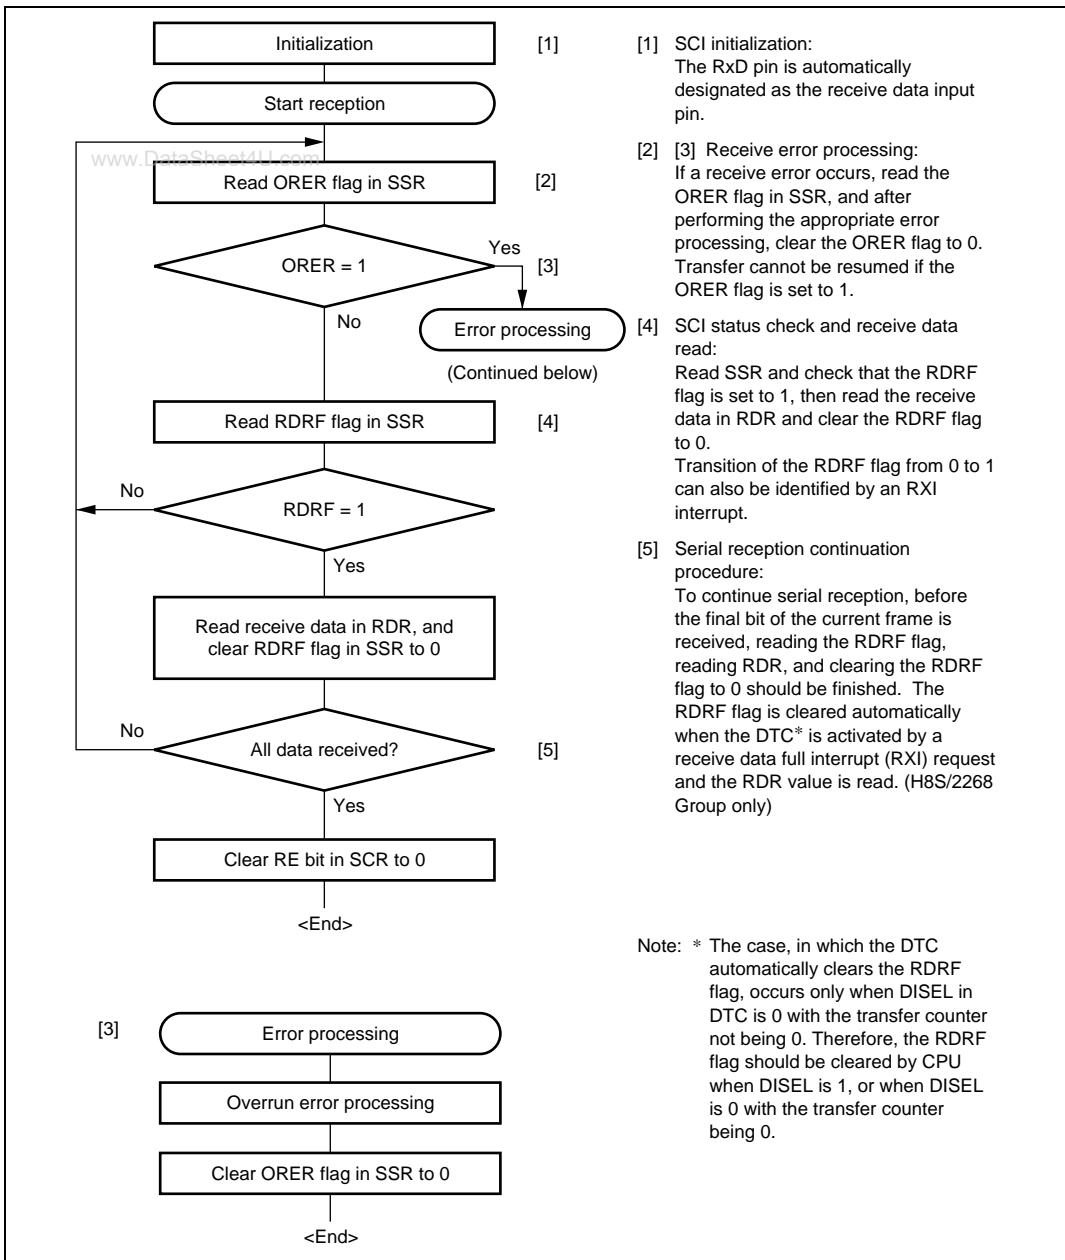 Initialization [1]
Start reception
www.DataSheet4U.com
Read ORER flag in SSR [2]
Yes
ORER = 1 [3]
No
Error processing
(Continued below)
Read RDRF flag in SSR [4]
No
RDRF = 1
Yes
Read receive data in RDR, and
clear RDRF flag in SSR to 0
No
All data received? [5]
Yes
Clear RE bit in SCR to 0
<End>
[3] Error processing
Overrun error processing
Clear ORER flag in SSR to 0
<End>
[1] SCI initialization:
The RxD pin is automatically
designated as the receive data input
pin.
[2] [3] Receive error processing:
If a receive error occurs, read the
ORER flag in SSR, and after
performing the appropriate error
processing, clear the ORER flag to 0.
Transfer cannot be resumed if the
ORER flag is set to 1.
[4] SCI status check and receive data
read:
Read SSR and check that the RDRF
flag is set to 1, then read the receive
data in RDR and clear the RDRF flag
to 0.
Transition of the RDRF flag from 0 to 1
can also be identified by an RXI
interrupt.
[5] Serial reception continuation
procedure:
To continue serial reception, before
the final bit of the current frame is
received, reading the RDRF flag,
reading RDR, and clearing the RDRF
flag to 0 should be finished. The
RDRF flag is cleared automatically
when the DTC* is activated by a
receive data full interrupt (RXI) request
and the RDR value is read. (H8S/2268
Group only)
Note: * The case, in which the DTC
automatically clears the RDRF
flag, occurs only when DISEL in
DTC is 0 with the transfer counter
not being 0. Therefore, the RDRF
flag should be cleared by CPU
when DISEL is 1, or when DISEL
is 0 with the transfer counter
being 0.